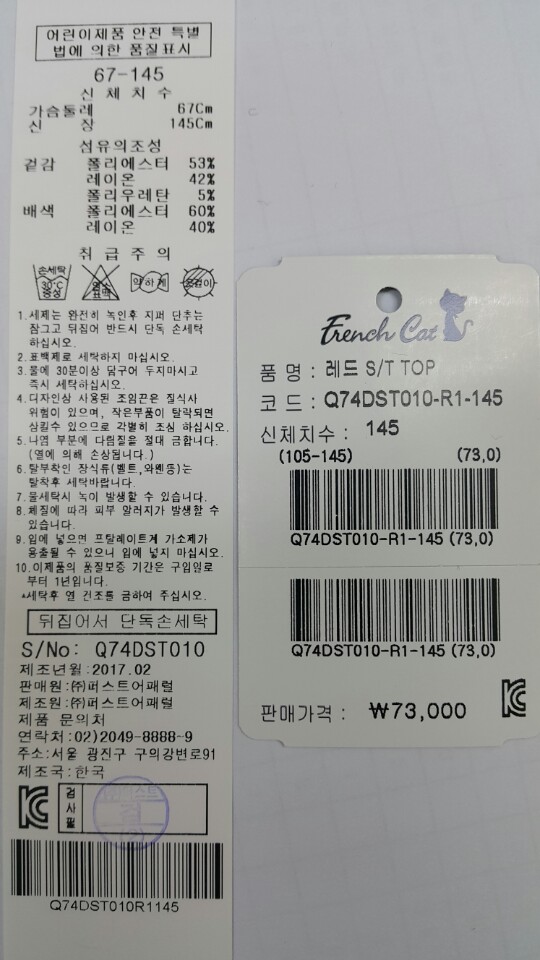 어린이제품 안전 특별
법에 의한 품질표시
67-145
신 체 치 수
가슴둘레 67Cm
신 장 145Cm
섬유의조성
겉감 폴리에스터 53%
레이온 42%
폴리우레탄 5%
배색 폴리에스터 60%
레이온 40%
취 급 주 의
손세탁
30°C
중성
염소
표백
약하게
옷걸이
1.세제는 완전히 녹인후 지퍼 단추는
잠그고 뒤집어 반드시 단독 손세탁
하십시오.
2.표백제로 세탁하지 마십시오.
3.물에 30분이상 담구어 두지마시고
즉시 세탁하십시오.
4.디자인상 사용된 조임끈은 질식사
위험이 있으며, 작은부품이 탈락되면
삼킬수 있으므로 각별히 조심 하십시오.
5.나염 부분에 다림질을 절대 금합니다.
(열에 의해 손상됩니다.)
6.탈부착인 장식류(벨트,와펜등)는
탈착후 세탁바랍니다.
7.물세탁시 녹이 발생할 수 있습니다.
8.체질에 따라 피부 알러지가 발생할 수
있습니다.
9.입에 넣으면 프탈레이트계 가소제가
용출될 수 있으니 입에 넣지 마십시오.
10.이제품의 품질보증 기간은 구입일로
부터 1년입니다.
*세탁후 열 건조를 금하여 주십시오.
뒤집어서 단독손세탁
S/No: Q74DST010
제조년월:2017.02
판매원:㈜퍼스트어패럴
제조원:㈜퍼스트어패럴
제품 문의처
연락처:02)2049-8888-9
주소:서울 광진구 구의강변로91
제조국:한국
검
사
필
Q74DST010R1145
French Cat
품 명 : 레드 S/T TOP
코 드 : Q74DST010-R1-145
신체치수 : 145
(105-145) (73,0)
Q74DST010-R1-145 (73,0)
Q74DST010-R1-145 (73,0)
판매가격 : ₩73,000